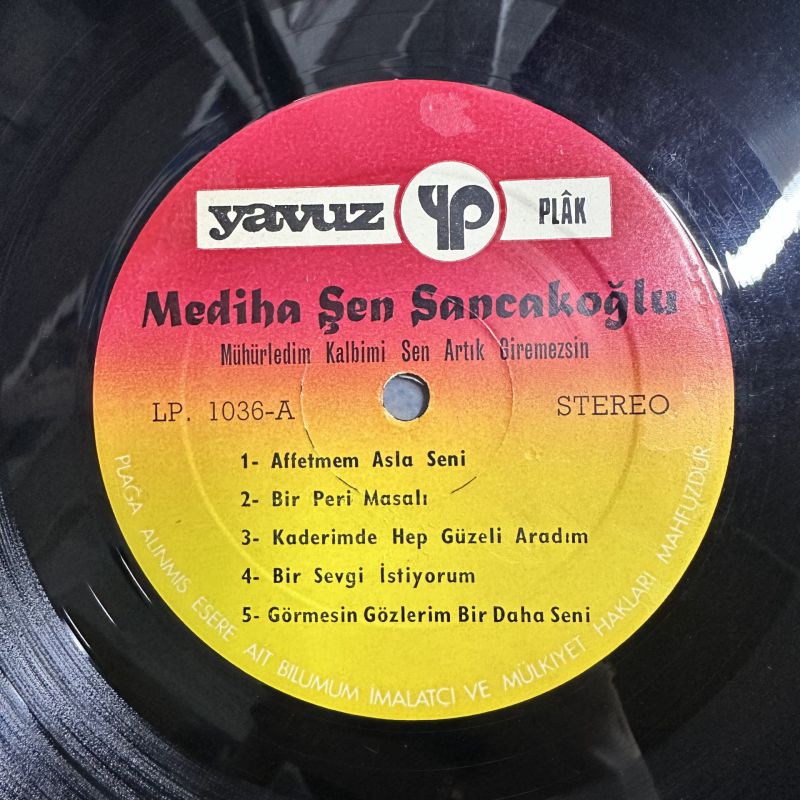 yavuz YP PLÂK
Mediha Şen Sancakoğlu
Mühürledim Kalbimi Sen Artık Giremezsin
LP. 1036-A STEREO
1- Affetmem Asla Seni
2- Bir Peri Masalı
3- Kaderimde Hep Güzeli Aradım
4- Bir Sevgi İstiyorum
5- Görmesin Gözlerim Bir Daha Seni
PLAĞA ALINMIŞ ESERE AİT BİLUMUM İMALATÇI VE MÜLKİYET HAKLARI MAHFUZDUR